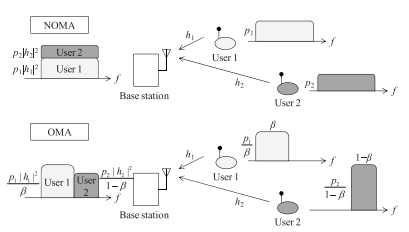 NOMA
h₁
p₁
p₂|h₂|²
User 2
p₁|h₁|²
User 1
f
Base station
User 1
f
h₂
p₂
User 2
f
OMA
β
h₁
p₁/β
f
User 1
p₁|h₁|²/β
User 1
User 2
p₂|h₂|²/1−β
f
Base station
h₂
User 2
1−β
p₂/1−β
f